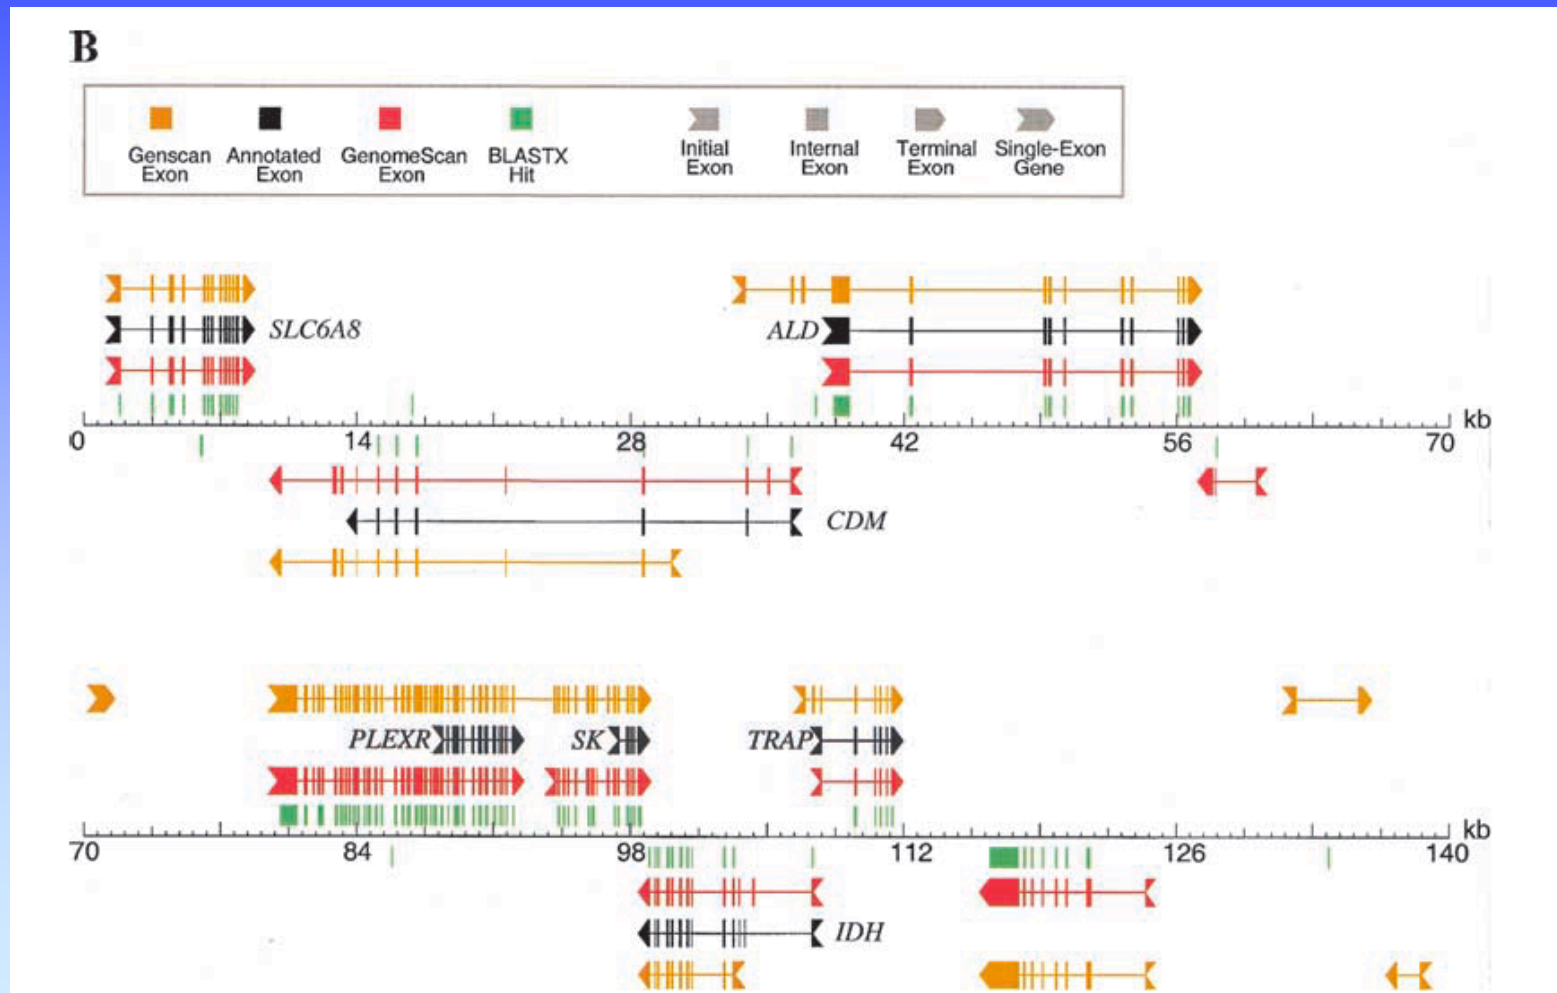 B
Genscan Exon
Annotated Exon
GenomeScan Exon
BLASTX Hit
Initial Exon
Internal Exon
Terminal Exon
Single-Exon Gene
SLC6A8
ALD
0 14 28 42 56 70 kb
CDM
PLEXR SK TRAP
70 84 98 112 126 140 kb
IDH